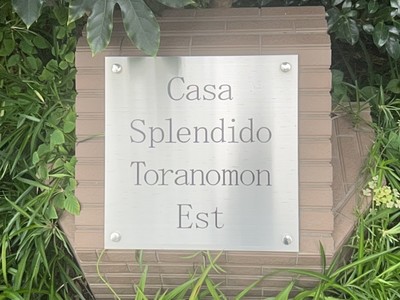 Casa
Splendido
Toranomon
Est